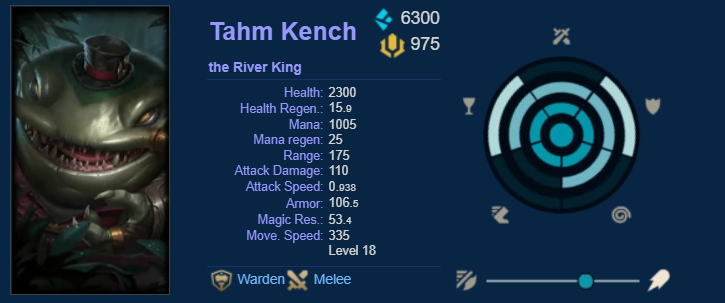 Tahm Kench
6300
975
the River King
Health: 2300
Health Regen.: 15.9
Mana: 1005
Mana regen: 25
Range: 175
Attack Damage: 110
Attack Speed: 0.938
Armor: 106.5
Magic Res.: 53.4
Move. Speed: 335
Level 18
Warden Melee